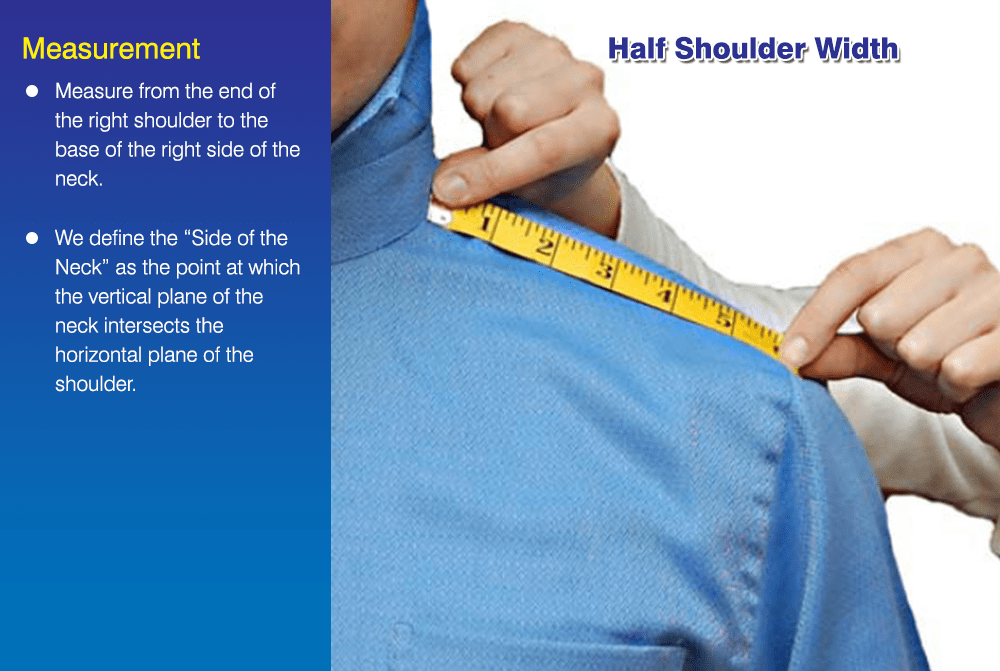 Measurement
Half Shoulder Width
● Measure from the end of
the right shoulder to the
base of the right side of the
neck.
● We define the “Side of the
Neck” as the point at which
the vertical plane of the
neck intersects the
horizontal plane of the
shoulder.
1 2 3 4 5